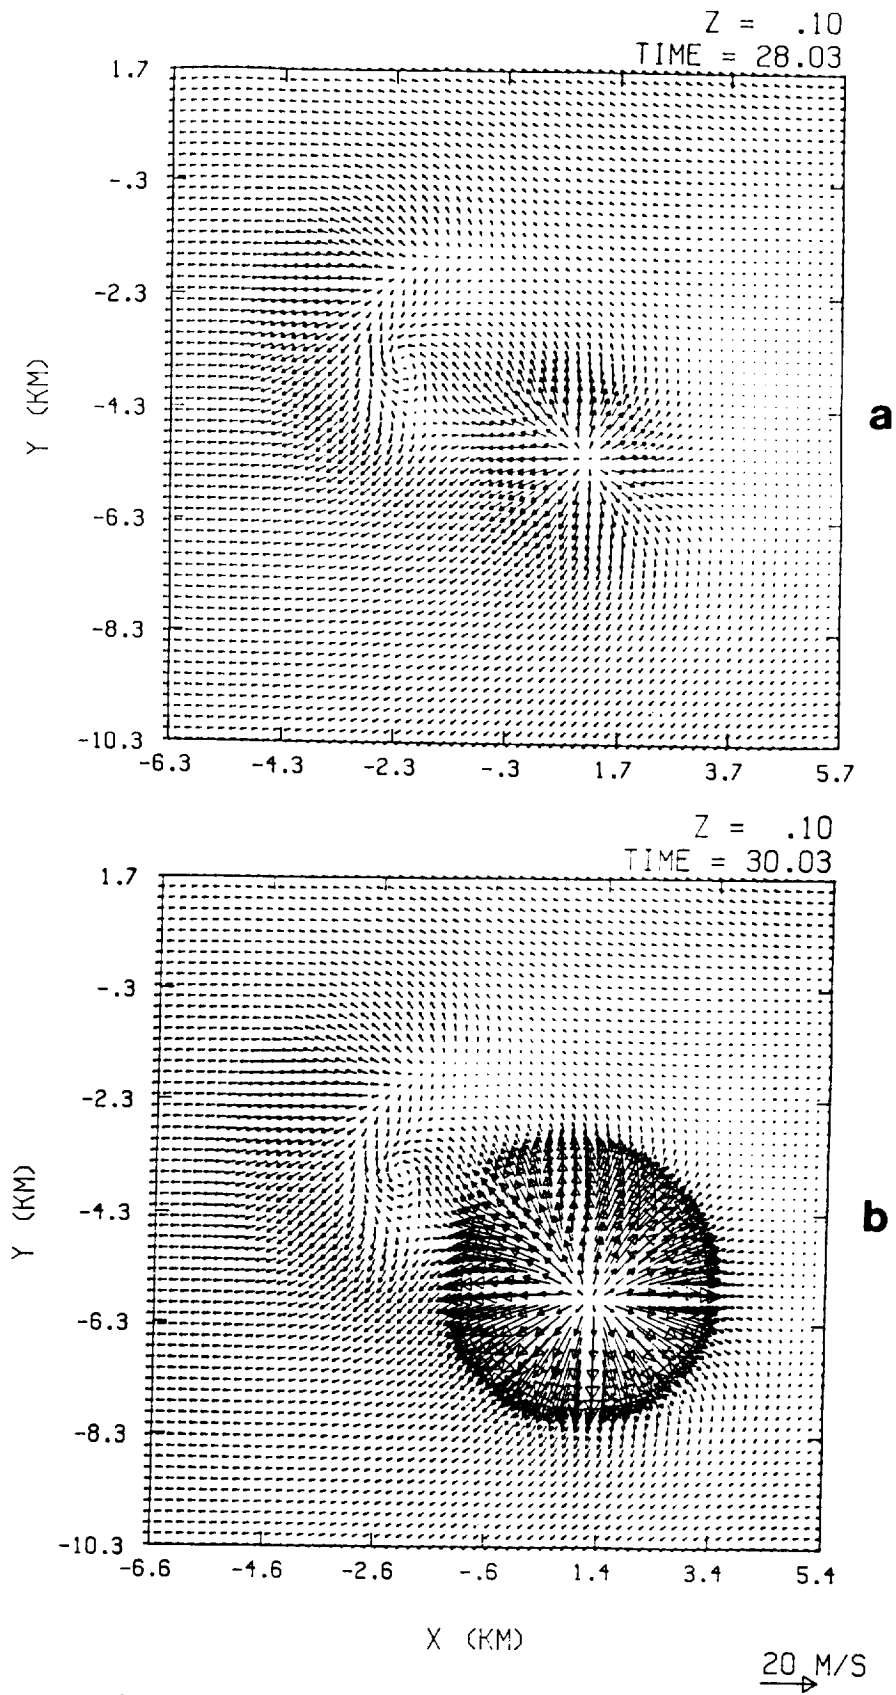 Z = .10
TIME = 28.03
1.7
-.3
-2.3
-4.3
-6.3
-8.3
-10.3
Y (KM)
a
-6.3 -4.3 -2.3 -.3 1.7 3.7 5.7
Z = .10
TIME = 30.03
1.7
-.3
-2.3
-4.3
-6.3
-8.3
-10.3
Y (KM)
b
-6.6 -4.6 -2.6 -.6 1.4 3.4 5.4
X (KM)
20 M/S